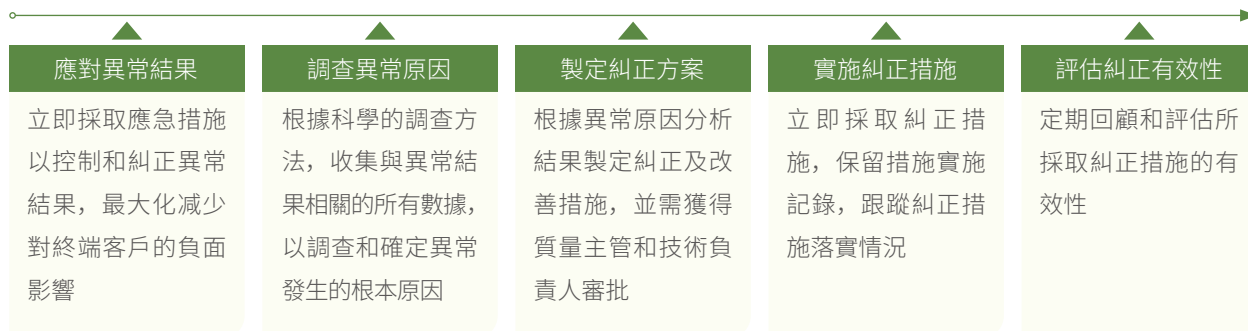 應對異常結果
立即採取應急措施
以控制和糾正異常
結果，最大化减少
對終端客戶的負面
影響
調查異常原因
根據科學的調查方
法，收集與異常結
果相關的所有數據，
以調查和確定異常
發生的根本原因
製定糾正方案
根據異常原因分析
結果製定糾正及改
善措施，並需獲得
質量主管和技術負
責人審批
實施糾正措施
立即採取糾正措
施，保留措施實施
記錄，跟蹤糾正措
施落實情況
評估糾正有效性
定期回顧和評估所
採取糾正措施的有
效性